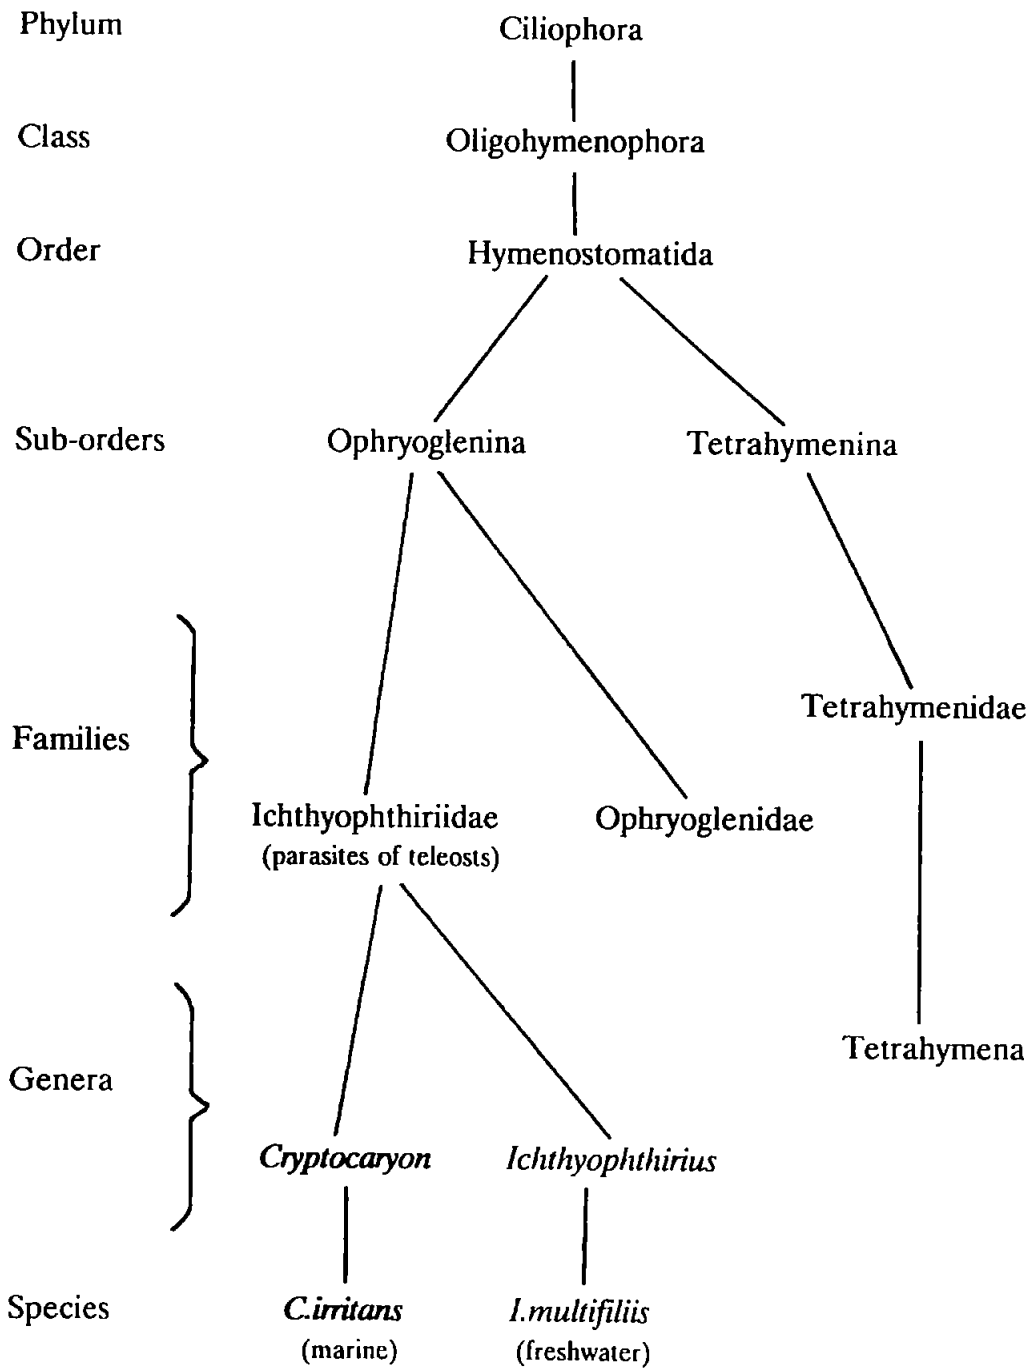 Phylum
Ciliophora
Class
Oligohymenophora
Order
Hymenostomatida
Sub-orders
Ophryoglenina
Tetrahymenina
Families
Tetrahymenidae
Ichthyophthiriidae
(parasites of teleosts)
Ophryoglenidae
Genera
Tetrahymena
Cryptocaryon
Ichthyophthirius
Species
C.irritans
(marine)
I.multifiliis
(freshwater)